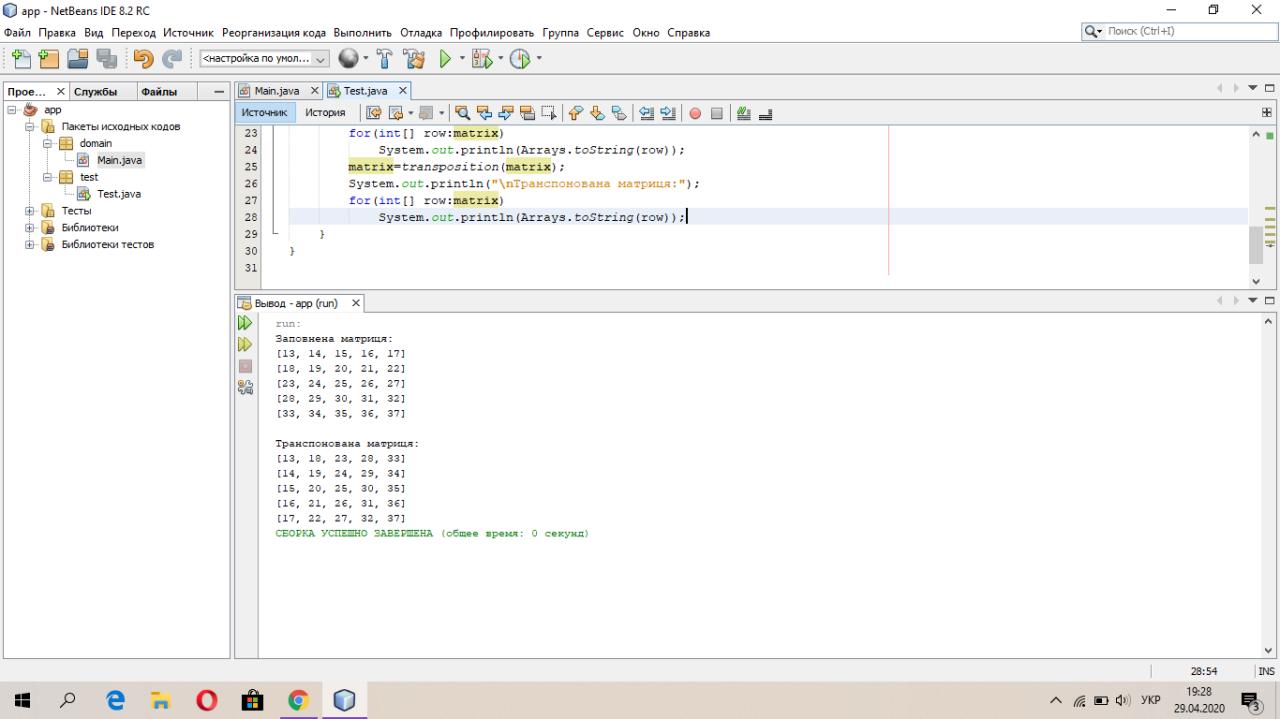 app - NetBeans IDE 8.2 RC
Файл Правка Вид Переход Источник Реорганизация кода Выполнить Отладка Профилировать Группа Сервис Окно Справка
Поиск (Ctrl+I)
<настройка по умол...
Прое... Службы Файлы
Main.java Test.java
Источник История
app
Пакеты исходных кодов
domain
Main.java
test
Test.java
Тесты
Библиотеки
Библиотеки тестов
23 for(int[] row:matrix)
24 System.out.println(Arrays.toString(row));
25 matrix=transposition(matrix);
26 System.out.println("\nТранспонована матриця:");
27 for(int[] row:matrix)
28 System.out.println(Arrays.toString(row));
29 }
30 }
31
Вывод - app (run)
run:
Заповнена матриця:
[13, 14, 15, 16, 17]
[18, 19, 20, 21, 22]
[23, 24, 25, 26, 27]
[28, 29, 30, 31, 32]
[33, 34, 35, 36, 37]
Транспонована матриця:
[13, 18, 23, 28, 33]
[14, 19, 24, 29, 34]
[15, 20, 25, 30, 35]
[16, 21, 26, 31, 36]
[17, 22, 27, 32, 37]
СБОРКА УСПЕШНО ЗАВЕРШЕНА (общее время: 0 секунд)
28:54 INS
УКР
19:28
29.04.2020
3